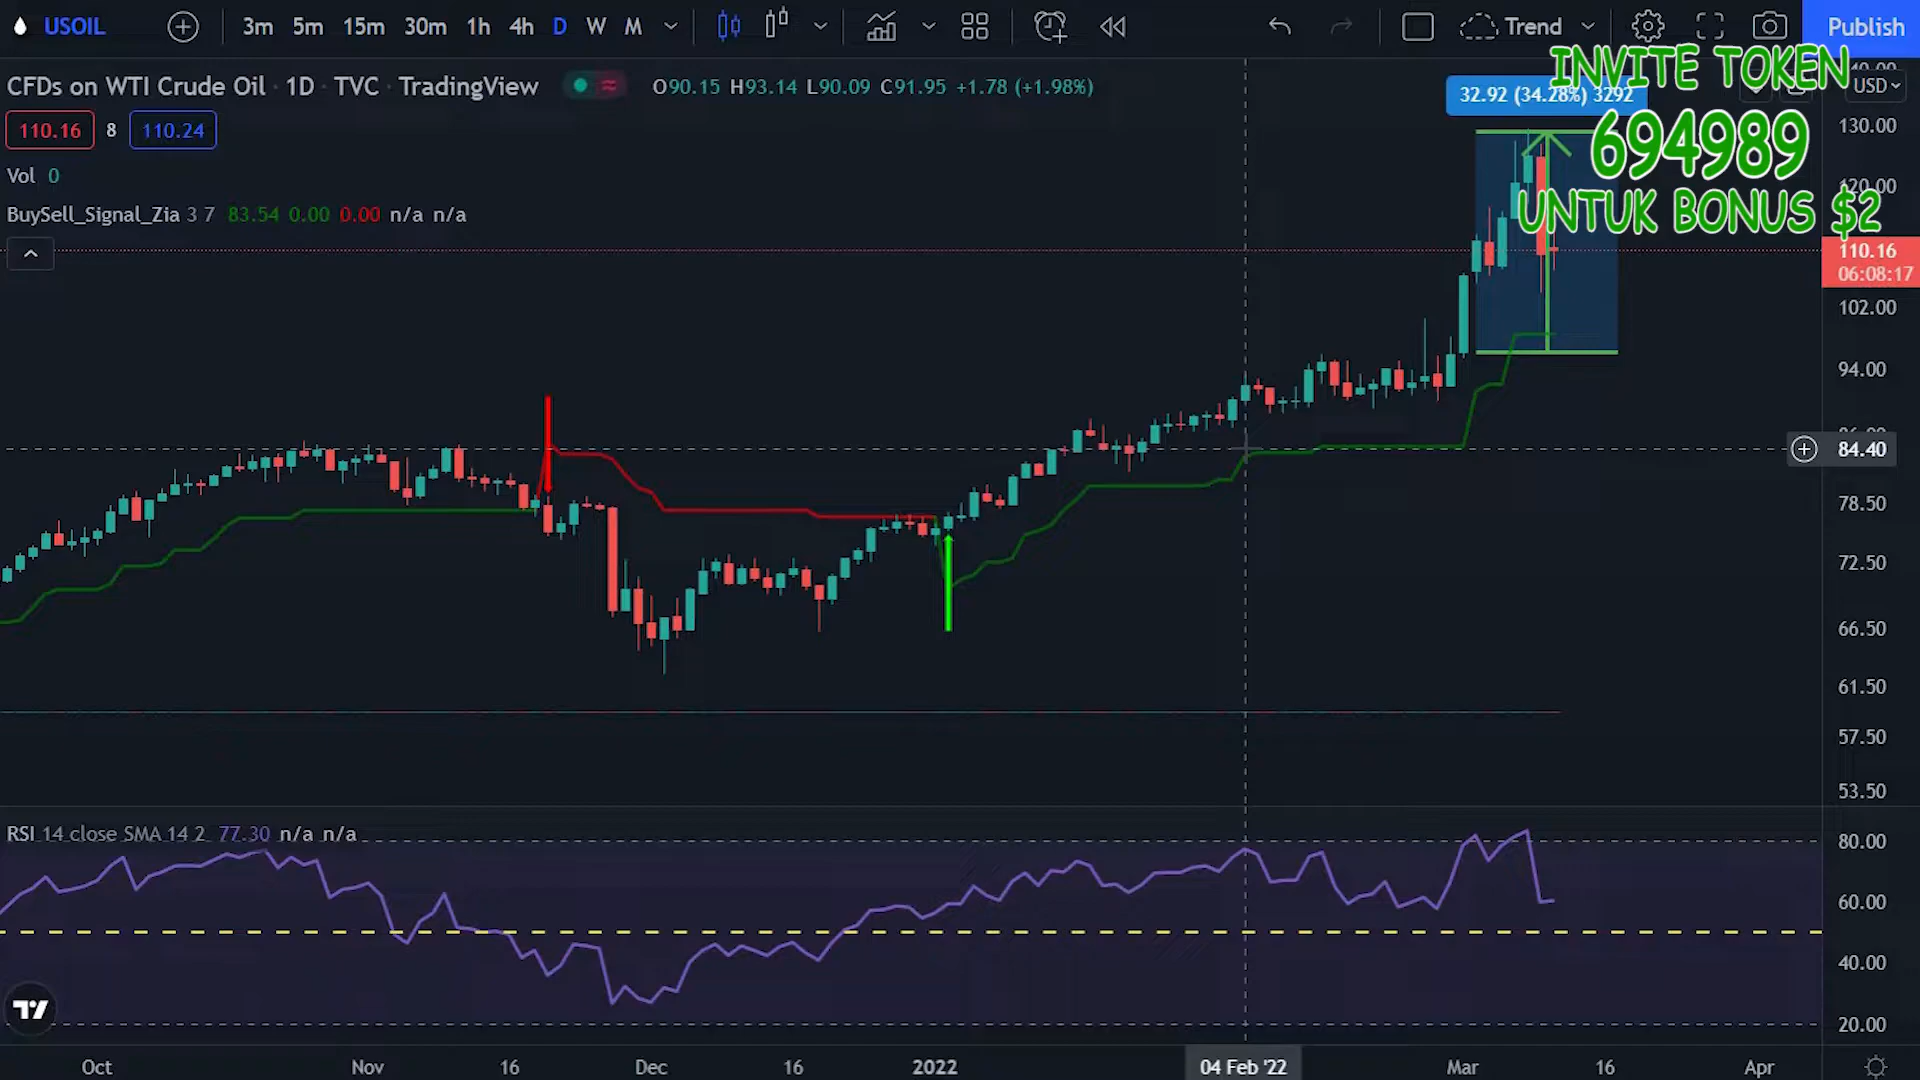 USOIL 3m 5m 15m 30m 1h 4h D W M Trend Publish
INVITE TOKEN
CFDs on WTI Crude Oil · 1D · TVC · TradingView O90.15 H93.14 L90.09 C91.95 +1.78 (+1.98%)
USD
32.92 (34.28%) 3292
110.16 8 110.24
130.00
694989
Vol 0
120.00
BuySell_Signal_Zia 3 7 83.54 0.00 0.00 n/a n/a
UNTUK BONUS $2
110.16
06:08:17
102.00
94.00
84.40
78.50
72.50
66.50
61.50
57.50
53.50
RSI 14 close SMA 14 2 77.30 n/a n/a
80.00
60.00
40.00
20.00
Oct Nov 16 Dec 16 2022 04 Feb '22 Mar 16 Apr